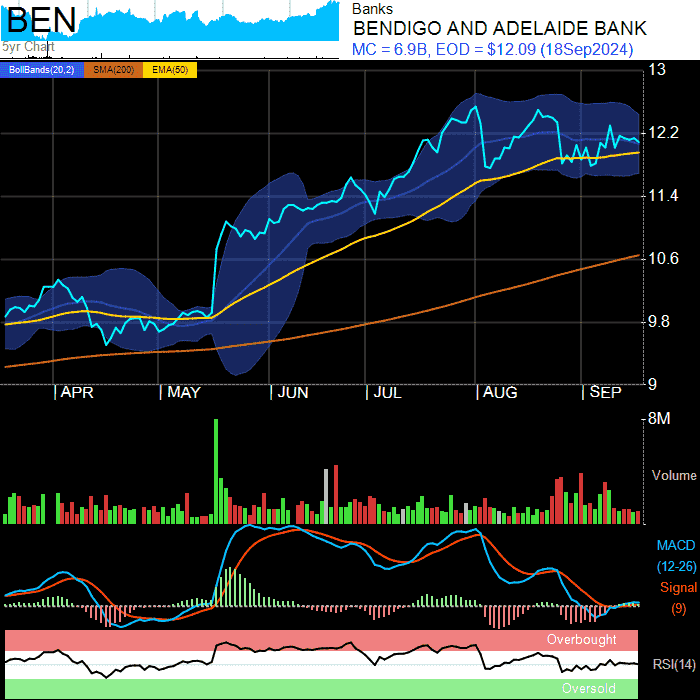 BEN
5yr Chart
Banks
BENDIGO AND ADELAIDE BANK
MC = 6.9B, EOD = $12.09 (18Sep2024)
BollBands(20,2) SMA(200) EMA(50)
13
12.2
11.4
10.6
9.8
9
APR MAY JUN JUL AUG SEP
8M
Volume
MACD
(12-26)
Signal
(9)
Overbought
RSI(14)
Oversold